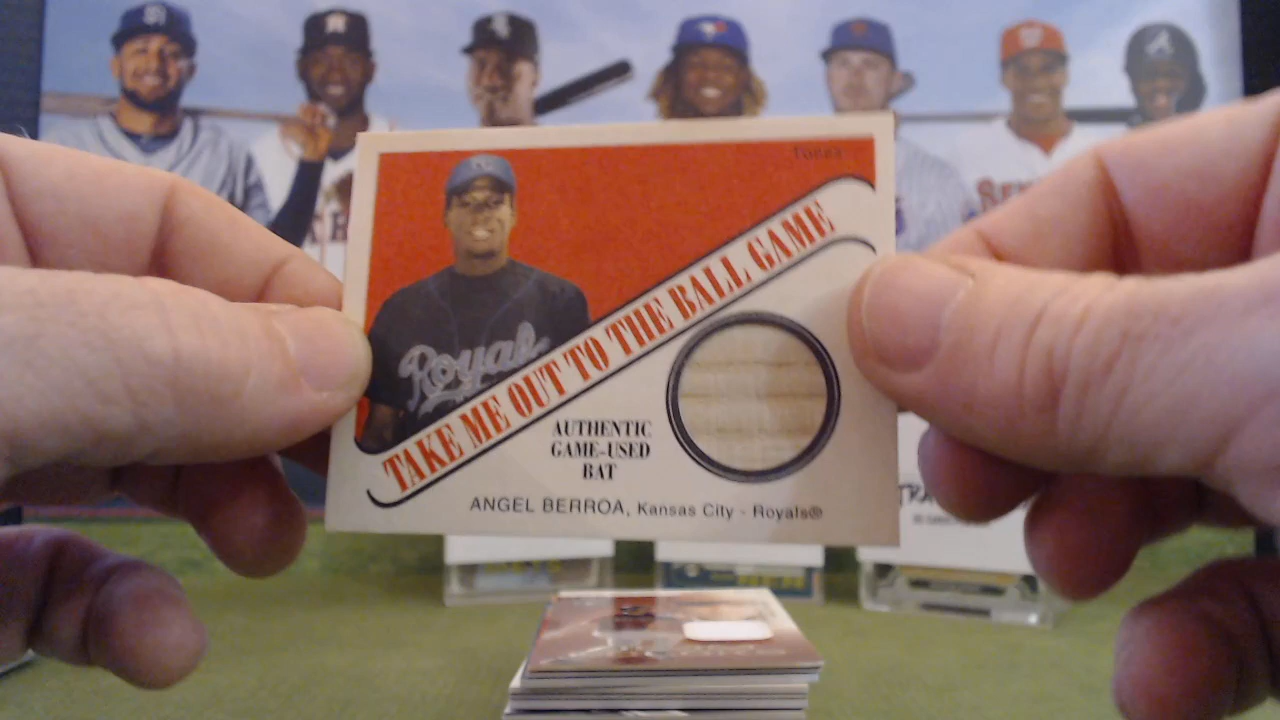 Topps
Royals
TAKE ME OUT TO THE BALL GAME
AUTHENTIC
GAME-USED
BAT
ANGEL BERROA, Kansas City - Royals®